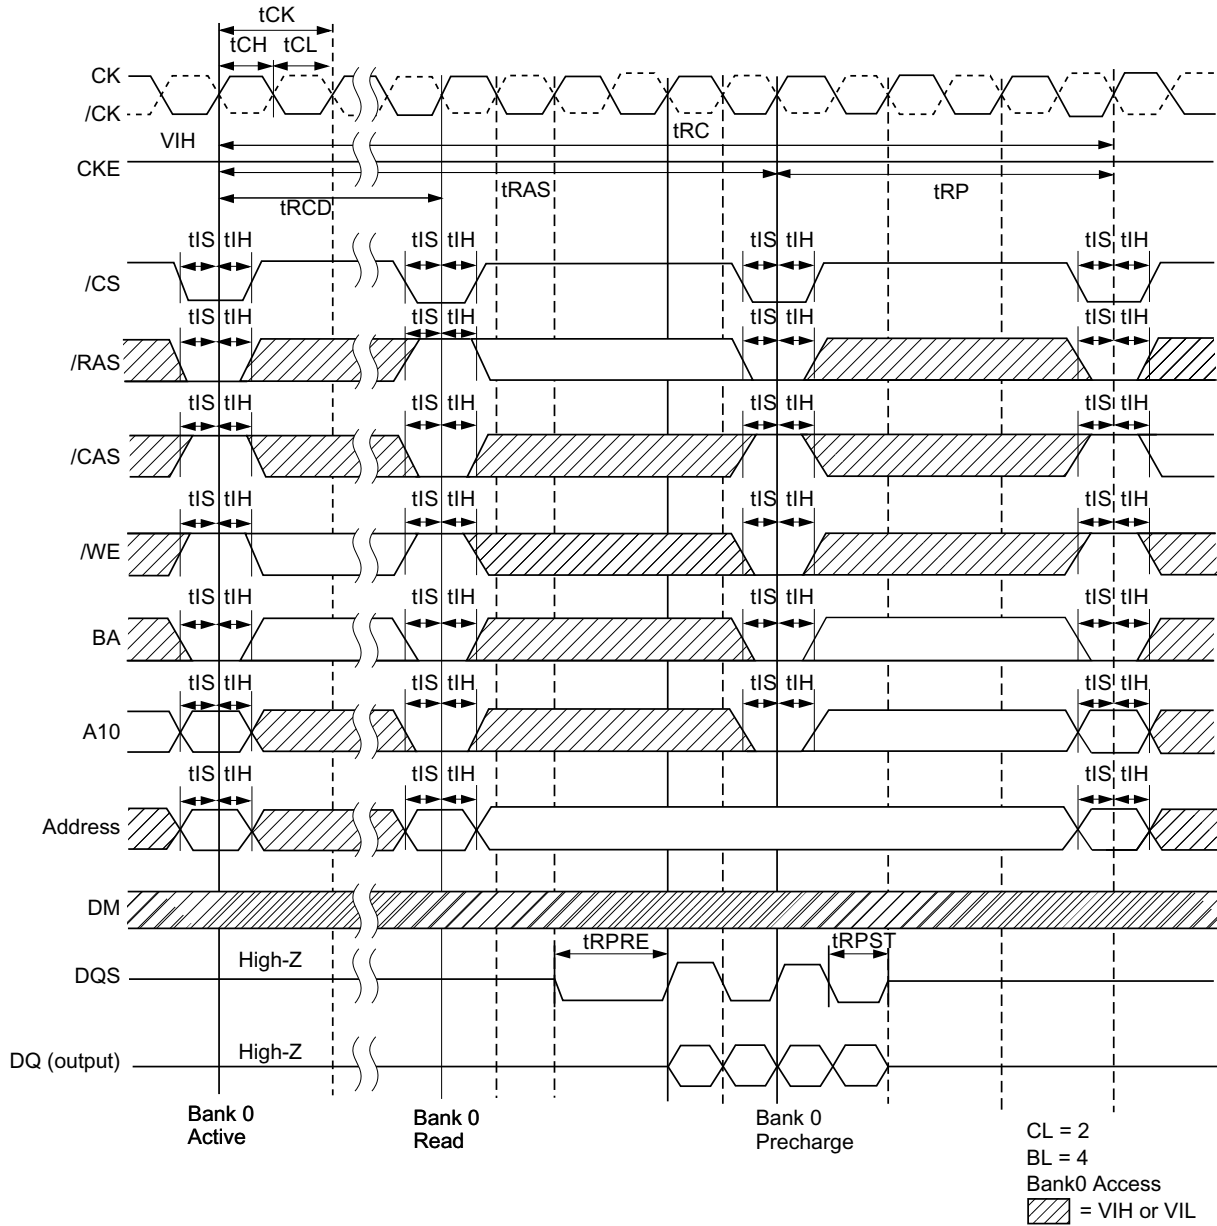 tCK
tCH tCL
CK
/CK
VIH
tRC
CKE
tRAS
tRP
tRCD
tIS tIH tIS tIH tIS tIH tIS tIH
/CS
tIS tIH tIS tIH tIS tIH tIS tIH
/RAS
tIS tIH tIS tIH tIS tIH tIS tIH
/CAS
tIS tIH tIS tIH tIS tIH tIS tIH
/WE
tIS tIH tIS tIH tIS tIH tIS tIH
BA
tIS tIH tIS tIH tIS tIH tIS tIH
A10
tIS tIH tIS tIH tIS tIH
Address
DM
tRPRE tRPST
High-Z
DQS
High-Z
DQ (output)
Bank 0
Active
Bank 0
Read
Bank 0
Precharge
CL = 2
BL = 4
Bank0 Access
= VIH or VIL